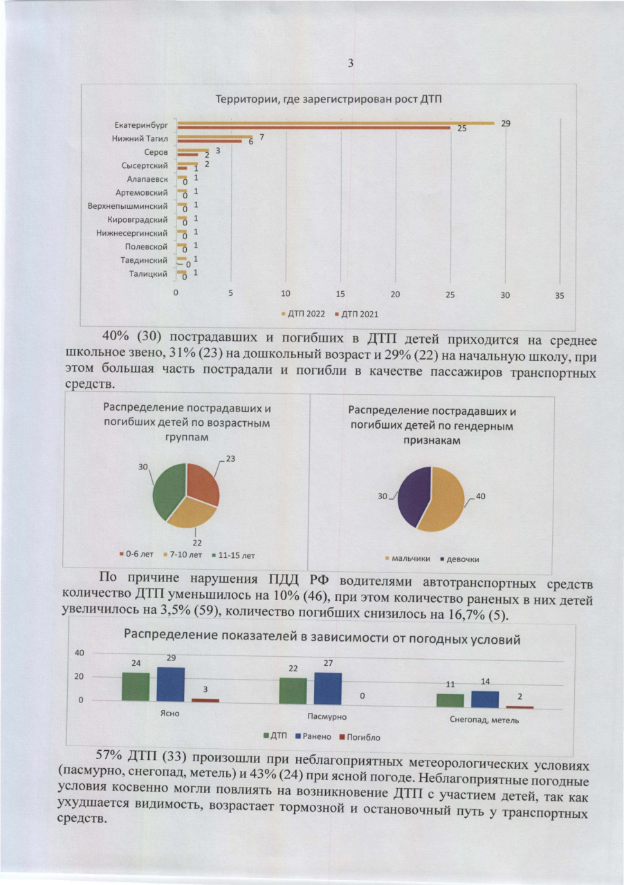 3
Территории, где зарегистрирован рост ДТП
Екатеринбург 29 25
Нижний Тагил 7 6
Серов 3 2
Сысертский 2 1
Алапаевск 1 0
Артемовский 1 0
Верхнепышминский 1 0
Кировградский 1 0
Нижнесергинский 1 0
Полевской 1 0
Тавдинский 1 0
Талицкий 1 0
0 5 10 15 20 25 30 35
ДТП 2022 ДТП 2021
40% (30) пострадавших и погибших в ДТП детей приходится на среднее
школьное звено, 31% (23) на дошкольный возраст и 29% (22) на начальную школу, при
этом большая часть пострадали и погибли в качестве пассажиров транспортных
средств.
Распределение пострадавших и
погибших детей по возрастным
группам
30 23
22
0-6 лет 7-10 лет 11-15 лет
Распределение пострадавших и
погибших детей по гендерным
признакам
30 40
мальчики девочки
По причине нарушения ПДД РФ водителями автотранспортных средств
количество ДТП уменьшилось на 10% (46), при этом количество раненых в них детей
увеличилось на 3,5% (59), количество погибших снизилось на 16,7% (5).
Распределение показателей в зависимости от погодных условий
40
20
0
24 29 3
22 27 0
11 14 2
Ясно Пасмурно Снегопад, метель
ДТП Ранено Погибло
57% ДТП (33) произошли при неблагоприятных метеорологических условиях
(пасмурно, снегопад, метель) и 43% (24) при ясной погоде. Неблагоприятные погодные
условия косвенно могли повлиять на возникновение ДТП с участием детей, так как
ухудшается видимость, возрастает тормозной и остановочный путь у транспортных
средств.